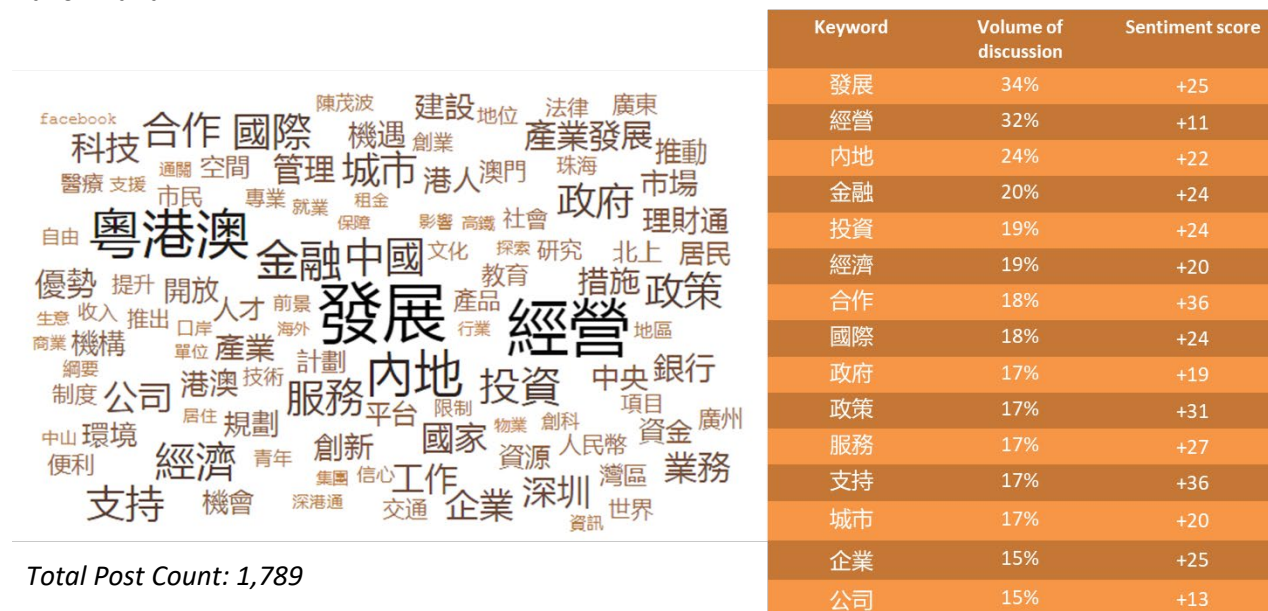 陳茂波 建設 地位 法律 廣東
facebook 合作 國際 機遇 創業 產業發展
科技 推動
通關 空間 管理 城市 港人 澳門 珠海
醫療 支援 市民 專業 就業 租金 政府 市場
粵港澳 保障 影響 高鐵 社會 理財通
自由 金融 中國 文化 探索 研究 北上 居民
優勢 提升 開放 人才 前景 教育 措施 政策
生意 收入 推出 口岸 海外 發展 產品 行業 經營 地區
商業 機構 單位 產業 計劃 內地
綱要 港澳 技術 投資 中央 銀行
制度 公司 服務 平台 限制 項目
居住 規劃 物業 創科 資金 廣州
中山 環境 創新 國家 人民幣
便利 經濟 青年 資源 業務
集團 信心 工作 深圳 灣區
支持 機會 深港通 交通 企業 世界
資訊
Total Post Count: 1,789
Keyword Volume of discussion Sentiment score
發展 34% +25
經營 32% +11
內地 24% +22
金融 20% +24
投資 19% +24
經濟 19% +20
合作 18% +36
國際 18% +24
政府 17% +19
政策 17% +31
服務 17% +27
支持 17% +36
城市 17% +20
企業 15% +25
公司 15% +13